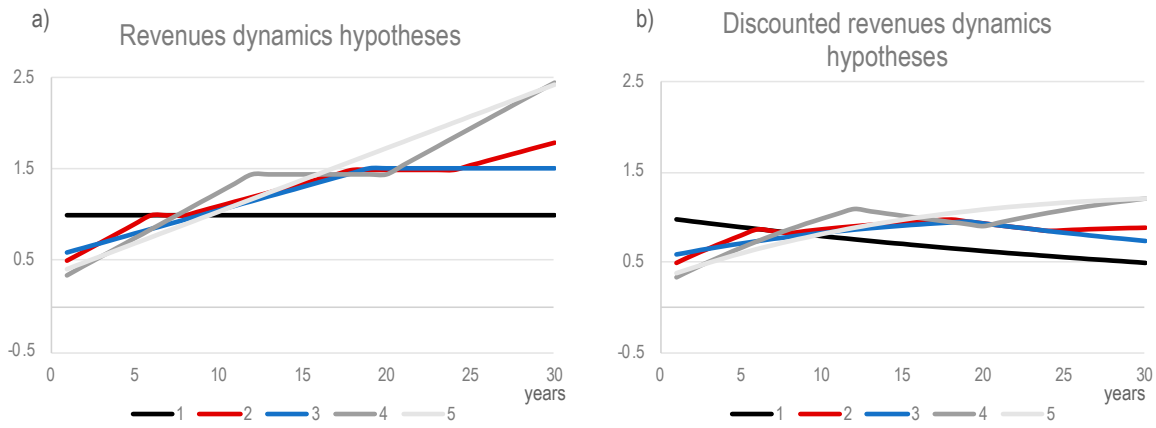 a)
Revenues dynamics hypotheses
2.5
1.5
0.5
-0.5
0 5 10 15 20 25 30
years
1 2 3 4 5
b)
Discounted revenues dynamics
hypotheses
2.5
1.5
0.5
-0.5
0 5 10 15 20 25 30
years
1 2 3 4 5